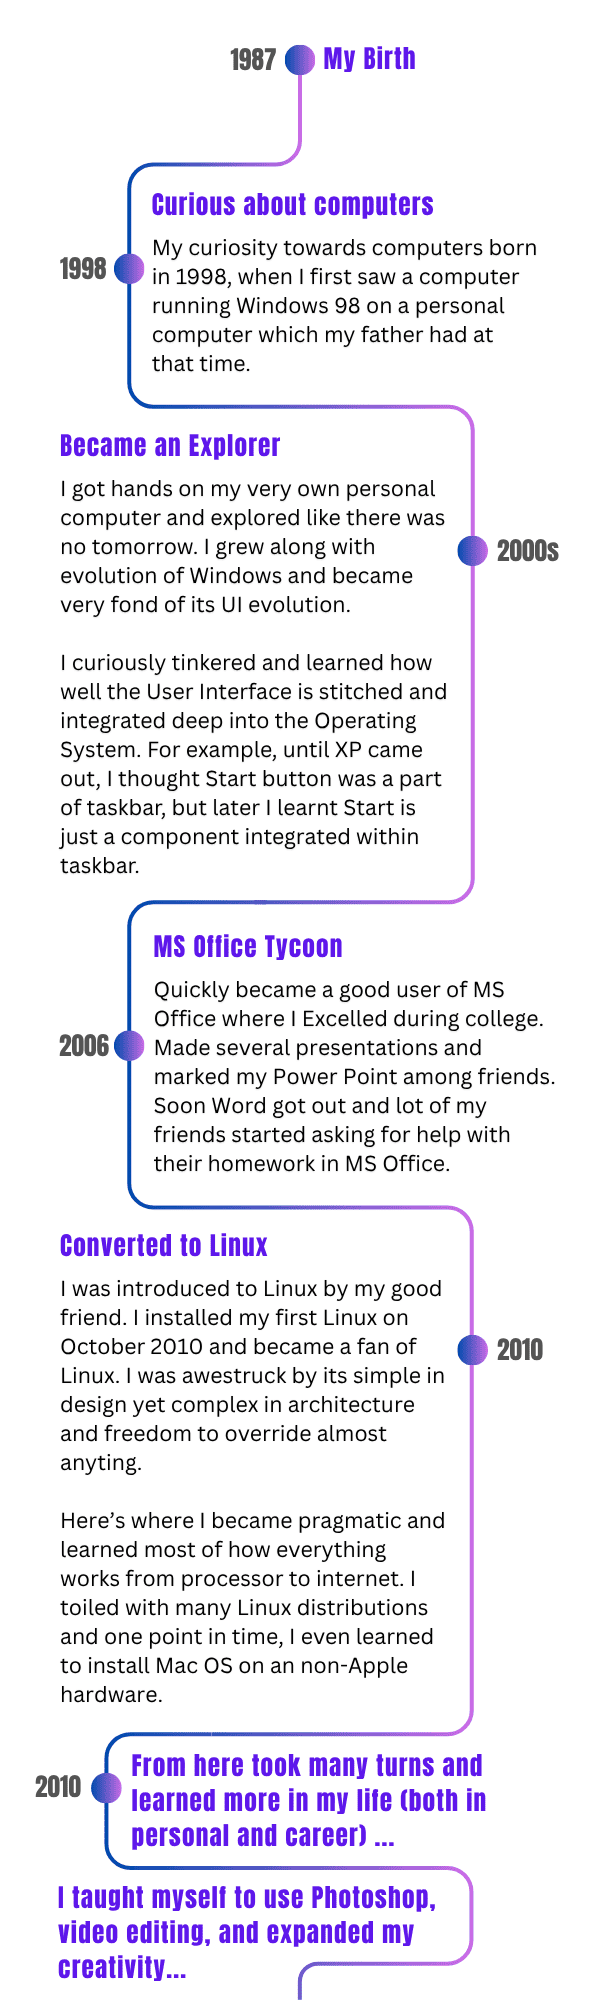 1987 My Birth
Curious about computers
1998
My curiosity towards computers born
in 1998, when I first saw a computer
running Windows 98 on a personal
computer which my father had at
that time.
Became an Explorer
I got hands on my very own personal
computer and explored like there was
no tomorrow. I grew along with
evolution of Windows and became
very fond of its UI evolution.
2000s
I curiously tinkered and learned how
well the User Interface is stitched and
integrated deep into the Operating
System. For example, until XP came
out, I thought Start button was a part
of taskbar, but later I learnt Start is
just a component integrated within
taskbar.
MS Office Tycoon
2006
Quickly became a good user of MS
Office where I Excelled during college.
Made several presentations and
marked my Power Point among friends.
Soon Word got out and lot of my
friends started asking for help with
their homework in MS Office.
Converted to Linux
I was introduced to Linux by my good
friend. I installed my first Linux on
October 2010 and became a fan of
Linux. I was awestruck by its simple in
design yet complex in architecture
and freedom to override almost
anyting.
2010
Here’s where I became pragmatic and
learned most of how everything
works from processor to internet. I
toiled with many Linux distributions
and one point in time, I even learned
to install Mac OS on an non-Apple
hardware.
2010
From here took many turns and
learned more in my life (both in
personal and career) ...
I taught myself to use Photoshop,
video editing, and expanded my
creativity...